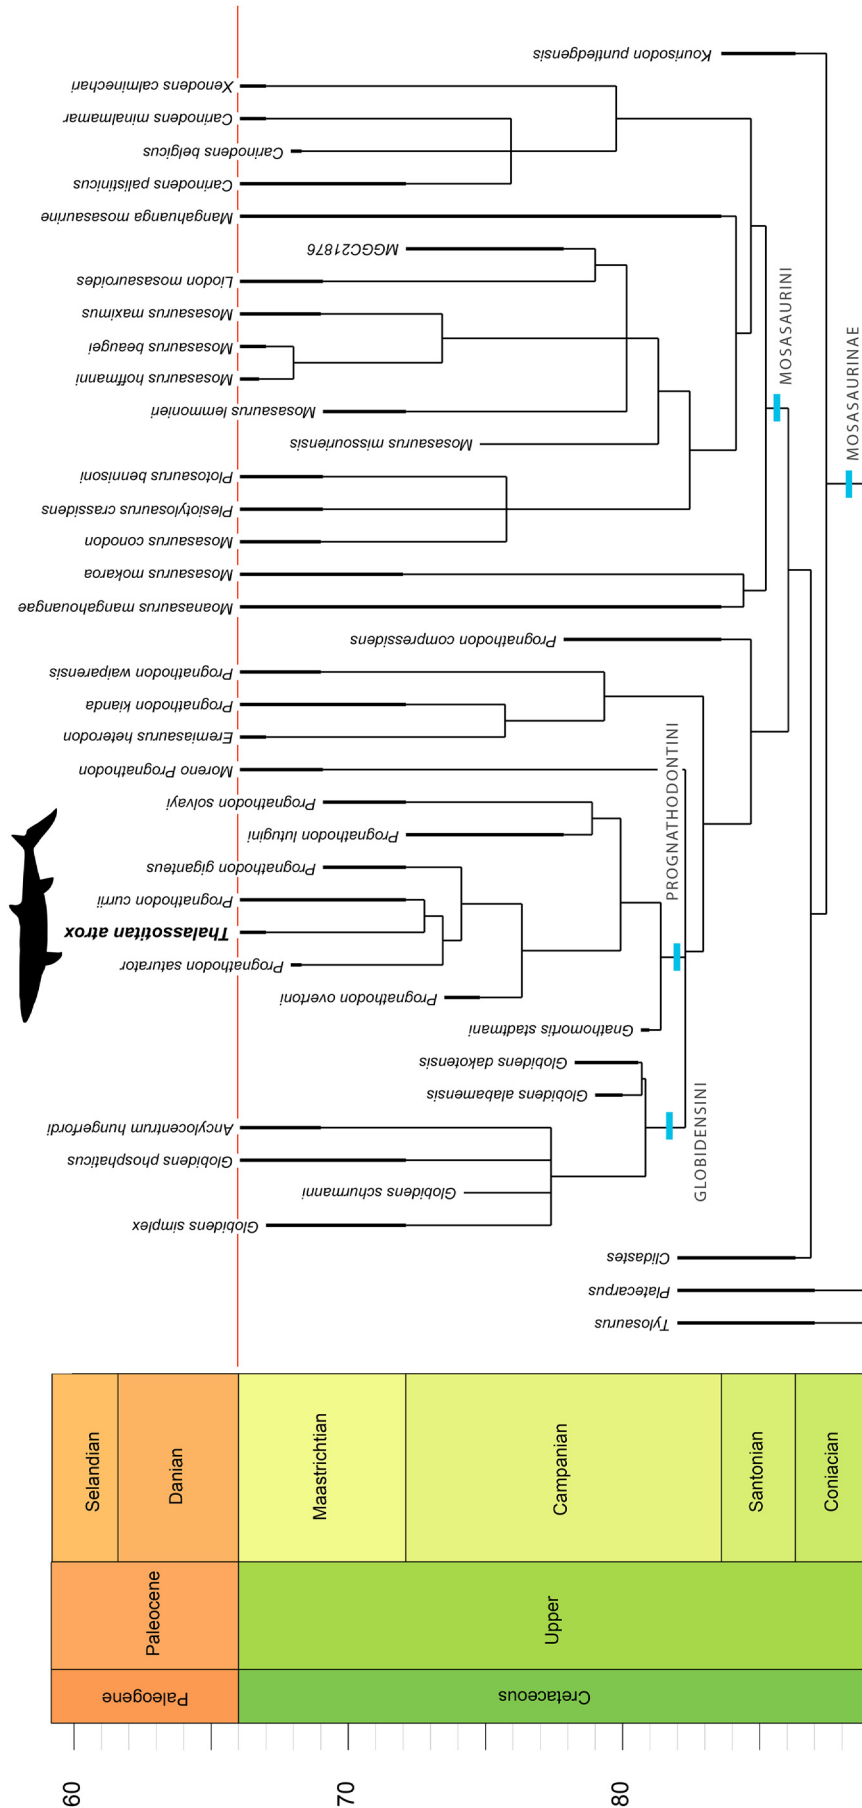 Kourisodon puntledgensis
Xenodens calminechari
Carinodens minalmamar
Carinodens belgicus
Carinodens palistinicus
Mangahuanga mosasaurine
MGGC21876
Liodon mosasauroides
Mosasaurus maximus
Mosasaurus beaugei
Mosasaurus hoffmanni
Mosasaurus lemmonieri
Mosasaurus missouriensis
Plotosaurus bennisoni
Plesiotylosaurus crassidens
Mosasaurus conodon
Mosasaurus mokaroa
Moanasaurus mangahouangae
Prognathodon compressidens
Prognathodon waiparensis
Prognathodon kianda
Eremiasaurus heterodon
Moreno Prognathodon
Prognathodon solvayi
Prognathodon lutugini
Prognathodon giganteus
Prognathodon currii
Thalassotitan atrox
Prognathodon saturator
Prognathodon overtoni
Gnathomortis stadtmani
Globidens dakotensis
Globidens alabamensis
Ancylocentrum hungerfordi
Globidens phosphaticus
Globidens schurmanni
Globidens simplex
Clidastes
Platecarpus
Tylosaurus
MOSASAURINI
MOSASAURINAE
PROGNATHODONTINI
GLOBIDENSINI
Selandian
Danian
Maastrichtian
Campanian
Santonian
Coniacian
Paleocene
Upper
Paleogene
Cretaceous
60
70
80